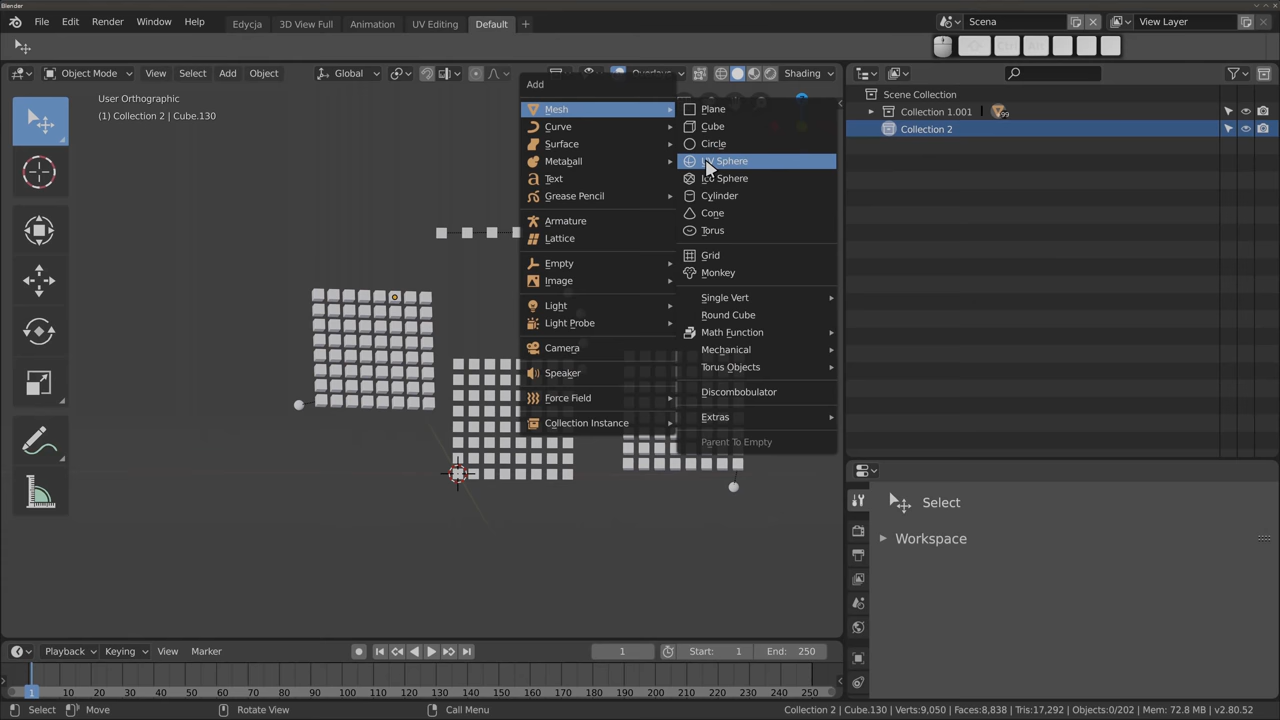 Blender
File Edit Render Window Help Edycja 3D View Full Animation UV Editing Default + Scena View Layer
Ctrl Alt
Object Mode View Select Add Object Global Overlays Shading
User Orthographic
(1) Collection 2 | Cube.130
Add
Mesh
Curve
Surface
Metaball
Text
Grease Pencil
Armature
Lattice
Empty
Image
Light
Light Probe
Camera
Speaker
Force Field
Collection Instance
Plane
Cube
Circle
UV Sphere
Ico Sphere
Cylinder
Cone
Torus
Grid
Monkey
Single Vert
Round Cube
Math Function
Mechanical
Torus Objects
Discombobulator
Extras
Parent To Empty
Scene Collection
Collection 1.001 99
Collection 2
Select
Workspace
Playback Keying View Marker 1 Start: 1 End: 250
1 10 20 30 40 50 60 70 80 90 100 110 120 130 140 150 160 170 180 190 200 210 220 230 240 250
Select Move Rotate View Call Menu Collection 2 | Cube.130 | Verts:9,050 | Faces:8,838 | Tris:17,292 | Objects:0/202 | Mem: 72.8 MB | v2.80.52